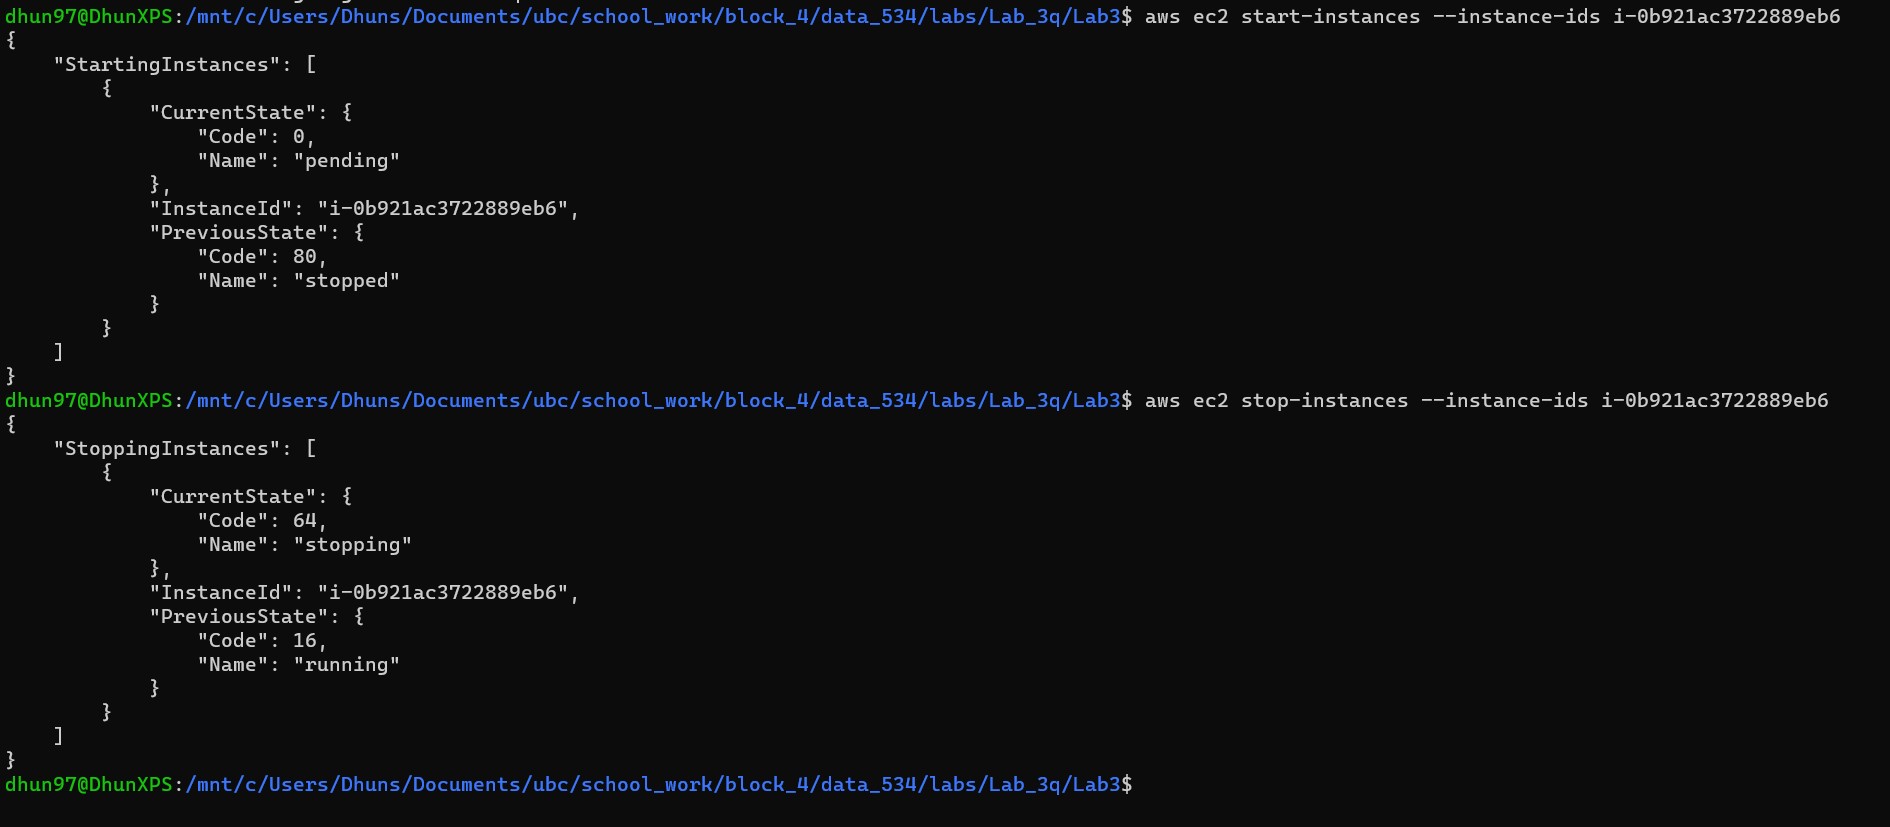 dhun97@DhunXPS:/mnt/c/Users/Dhuns/Documents/ubc/school_work/block_4/data_534/labs/Lab_3q/Lab3$ aws ec2 start-instances --instance-ids i-0b921ac3722889eb6
{
    "StartingInstances": [
        {
            "CurrentState": {
                "Code": 0,
                "Name": "pending"
            },
            "InstanceId": "i-0b921ac3722889eb6",
            "PreviousState": {
                "Code": 80,
                "Name": "stopped"
            }
        }
    ]
}
dhun97@DhunXPS:/mnt/c/Users/Dhuns/Documents/ubc/school_work/block_4/data_534/labs/Lab_3q/Lab3$ aws ec2 stop-instances --instance-ids i-0b921ac3722889eb6
{
    "StoppingInstances": [
        {
            "CurrentState": {
                "Code": 64,
                "Name": "stopping"
            },
            "InstanceId": "i-0b921ac3722889eb6",
            "PreviousState": {
                "Code": 16,
                "Name": "running"
            }
        }
    ]
}
dhun97@DhunXPS:/mnt/c/Users/Dhuns/Documents/ubc/school_work/block_4/data_534/labs/Lab_3q/Lab3$